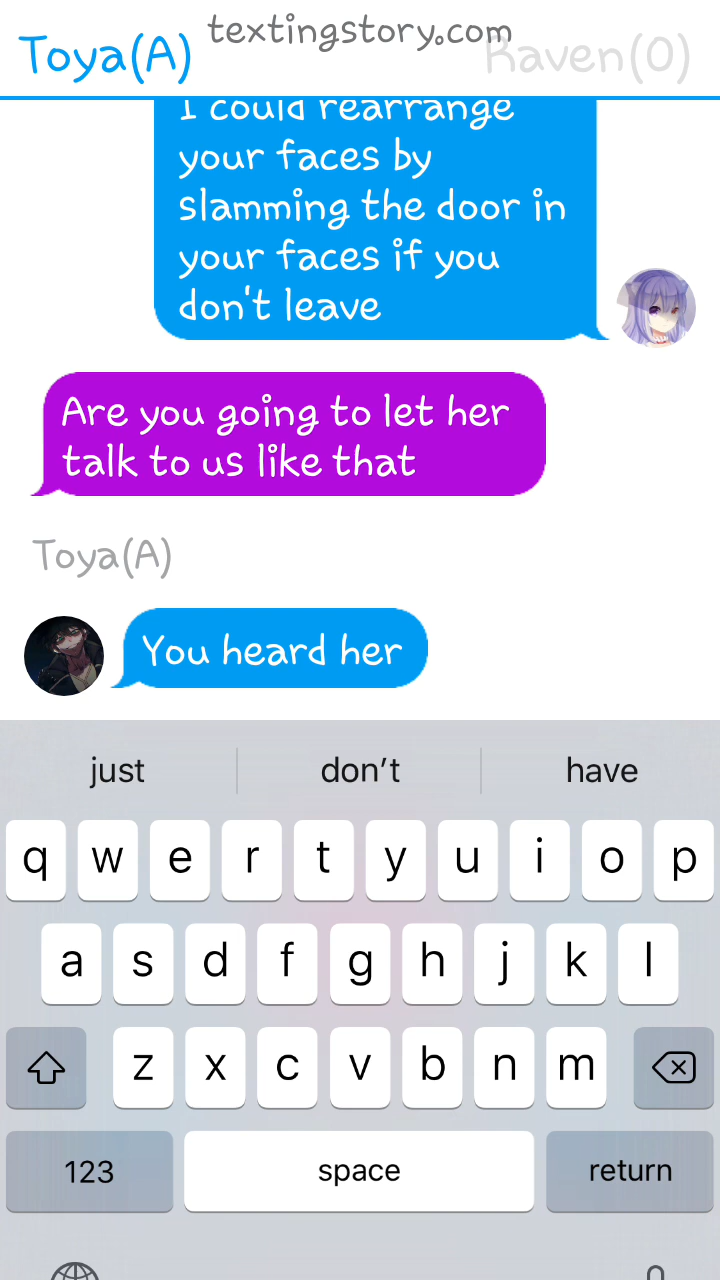 textingstory.com
Toya(A)
Raven(O)
I could rearrange
your faces by
slamming the door in
your faces if you
don't leave
Are you going to let her
talk to us like that
Toya(A)
You heard her
just don't have
q w e r t y u i o p
a s d f g h j k l
z x c v b n m
123 space return